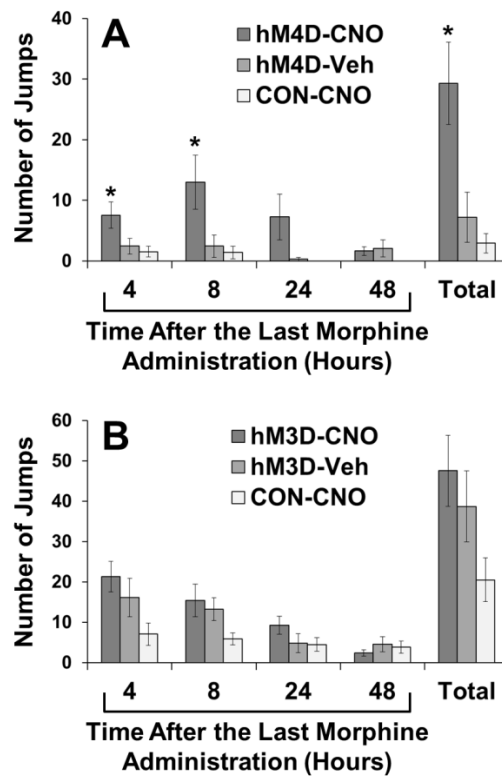 A
hM4D-CNO
hM4D-Veh
CON-CNO
Number of Jumps
40
30
20
10
0
*
*
*
4 8 24 48 Total
Time After the Last Morphine
Administration (Hours)
B
hM3D-CNO
hM3D-Veh
CON-CNO
Number of Jumps
60
50
40
30
20
10
0
4 8 24 48 Total
Time After the Last Morphine
Administration (Hours)